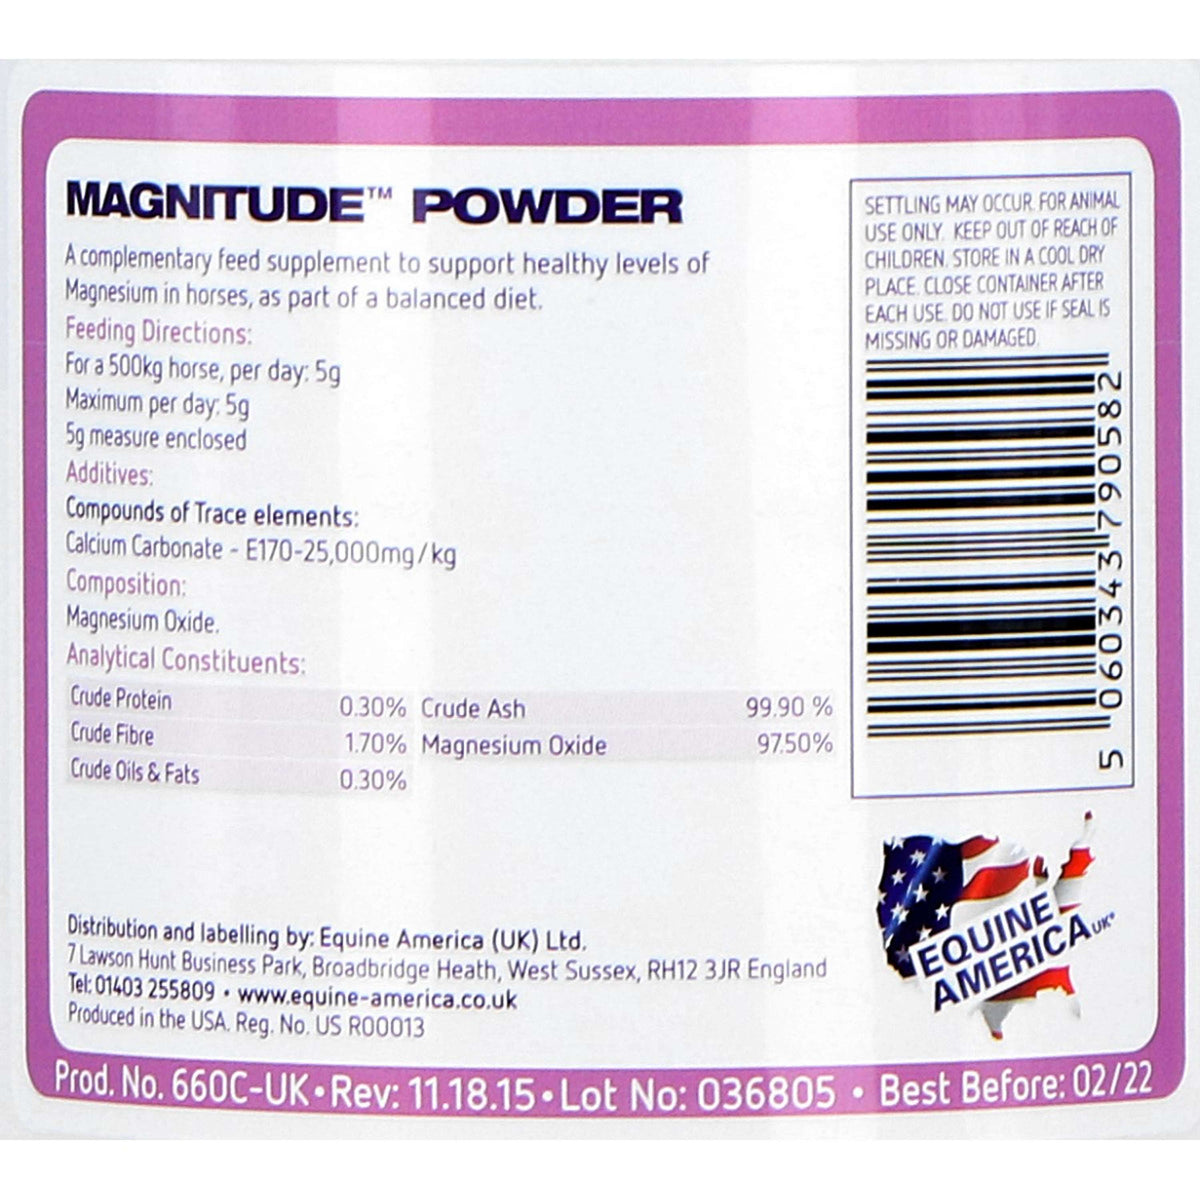 MAGNITUDE™ POWDER
A complementary feed supplement to support healthy levels of
Magnesium in horses, as part of a balanced diet.
Feeding Directions:
For a 500kg horse, per day: 5g
Maximum per day: 5g
5g measure enclosed
Additives:
Compounds of Trace elements:
Calcium Carbonate - E170-25,000mg/kg
Composition:
Magnesium Oxide.
Analytical Constituents:
Crude Protein 0.30% Crude Ash 99.90 %
Crude Fibre 1.70% Magnesium Oxide 97.50%
Crude Oils & Fats 0.30%
Distribution and labelling by: Equine America (UK) Ltd.
7 Lawson Hunt Business Park, Broadbridge Heath, West Sussex, RH12 3JR England
Tel: 01403 255809 • www.equine-america.co.uk
Produced in the USA. Reg. No. US R00013
SETTLING MAY OCCUR. FOR ANIMAL
USE ONLY. KEEP OUT OF REACH OF
CHILDREN. STORE IN A COOL DRY
PLACE. CLOSE CONTAINER AFTER
EACH USE. DO NOT USE IF SEAL IS
MISSING OR DAMAGED.
5 060343 790582
EQUINE
AMERICA UK®
Prod. No. 660C-UK • Rev: 11.18.15 • Lot No: 036805 • Best Before: 02/22